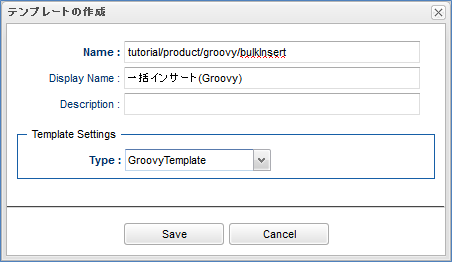 テンプレートの作成
Name : tutorial/product/groovy/bulkInsert
Display Name : 一括インサート(Groovy)
Description :
Template Settings
Type : GroovyTemplate
Save Cancel